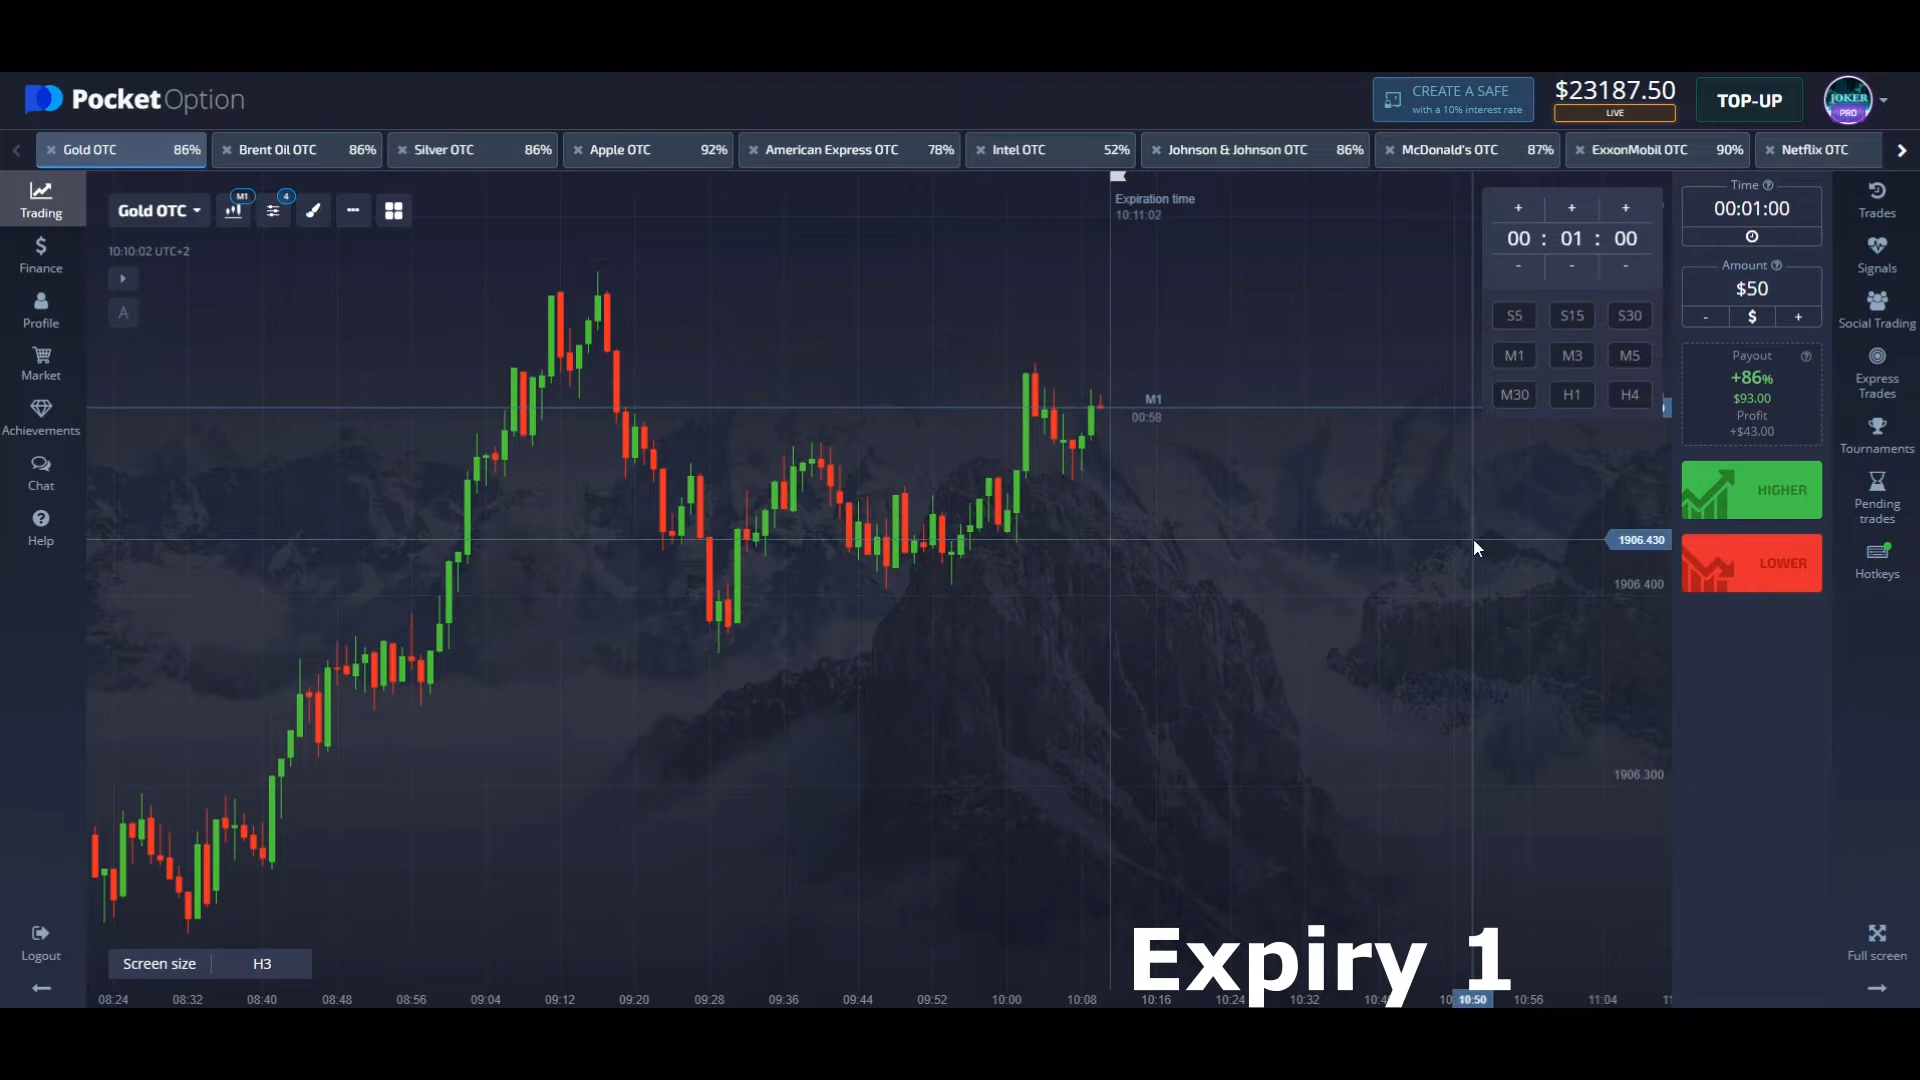 PocketOption
CREATE A SAFE
with a 10% interest rate
$23187.50
LIVE
TOP-UP
JOKER
PRO
Gold OTC 86%
Brent Oil OTC 86%
Silver OTC 86%
Apple OTC 92%
American Express OTC 78%
Intel OTC 52%
Johnson & Johnson OTC 86%
McDonald's OTC 87%
ExxonMobil OTC 90%
Netflix OTC
Trading
Finance
Profile
Market
Achievements
Chat
Help
Logout
Gold OTC
M1
4
10:10:02 UTC+2
A
Expiration time
10:11:02
M1
00:58
+ + +
00 : 01 : 00
- - -
S5 S15 S30
M1 M3 M5
M30 H1 H4
1906.430
1906.400
1906.300
Time
00:01:00
Amount
$50
- $ +
Payout
+86%
$93.00
Profit
+$43.00
HIGHER
LOWER
Trades
Signals
Social Trading
Express
Trades
Tournaments
Pending
trades
Hotkeys
Full screen
Screen size H3
Expiry 1
08:24 08:32 08:40 08:48 08:56 09:04 09:12 09:20 09:28 09:36 09:44 09:52 10:00 10:08 10:16 10:24 10:32 10:50 10:56 11:04